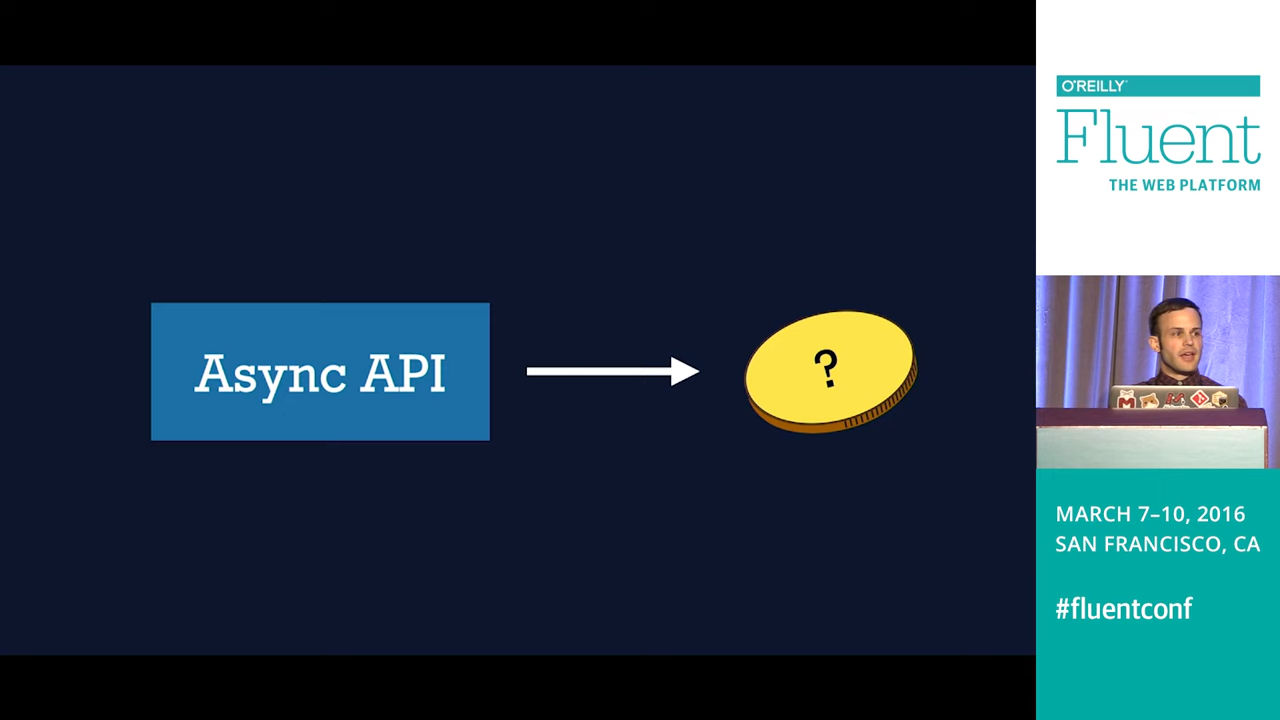 Async API
?
O'REILLY
Fluent
THE WEB PLATFORM
MARCH 7–10, 2016
SAN FRANCISCO, CA
#fluentconf